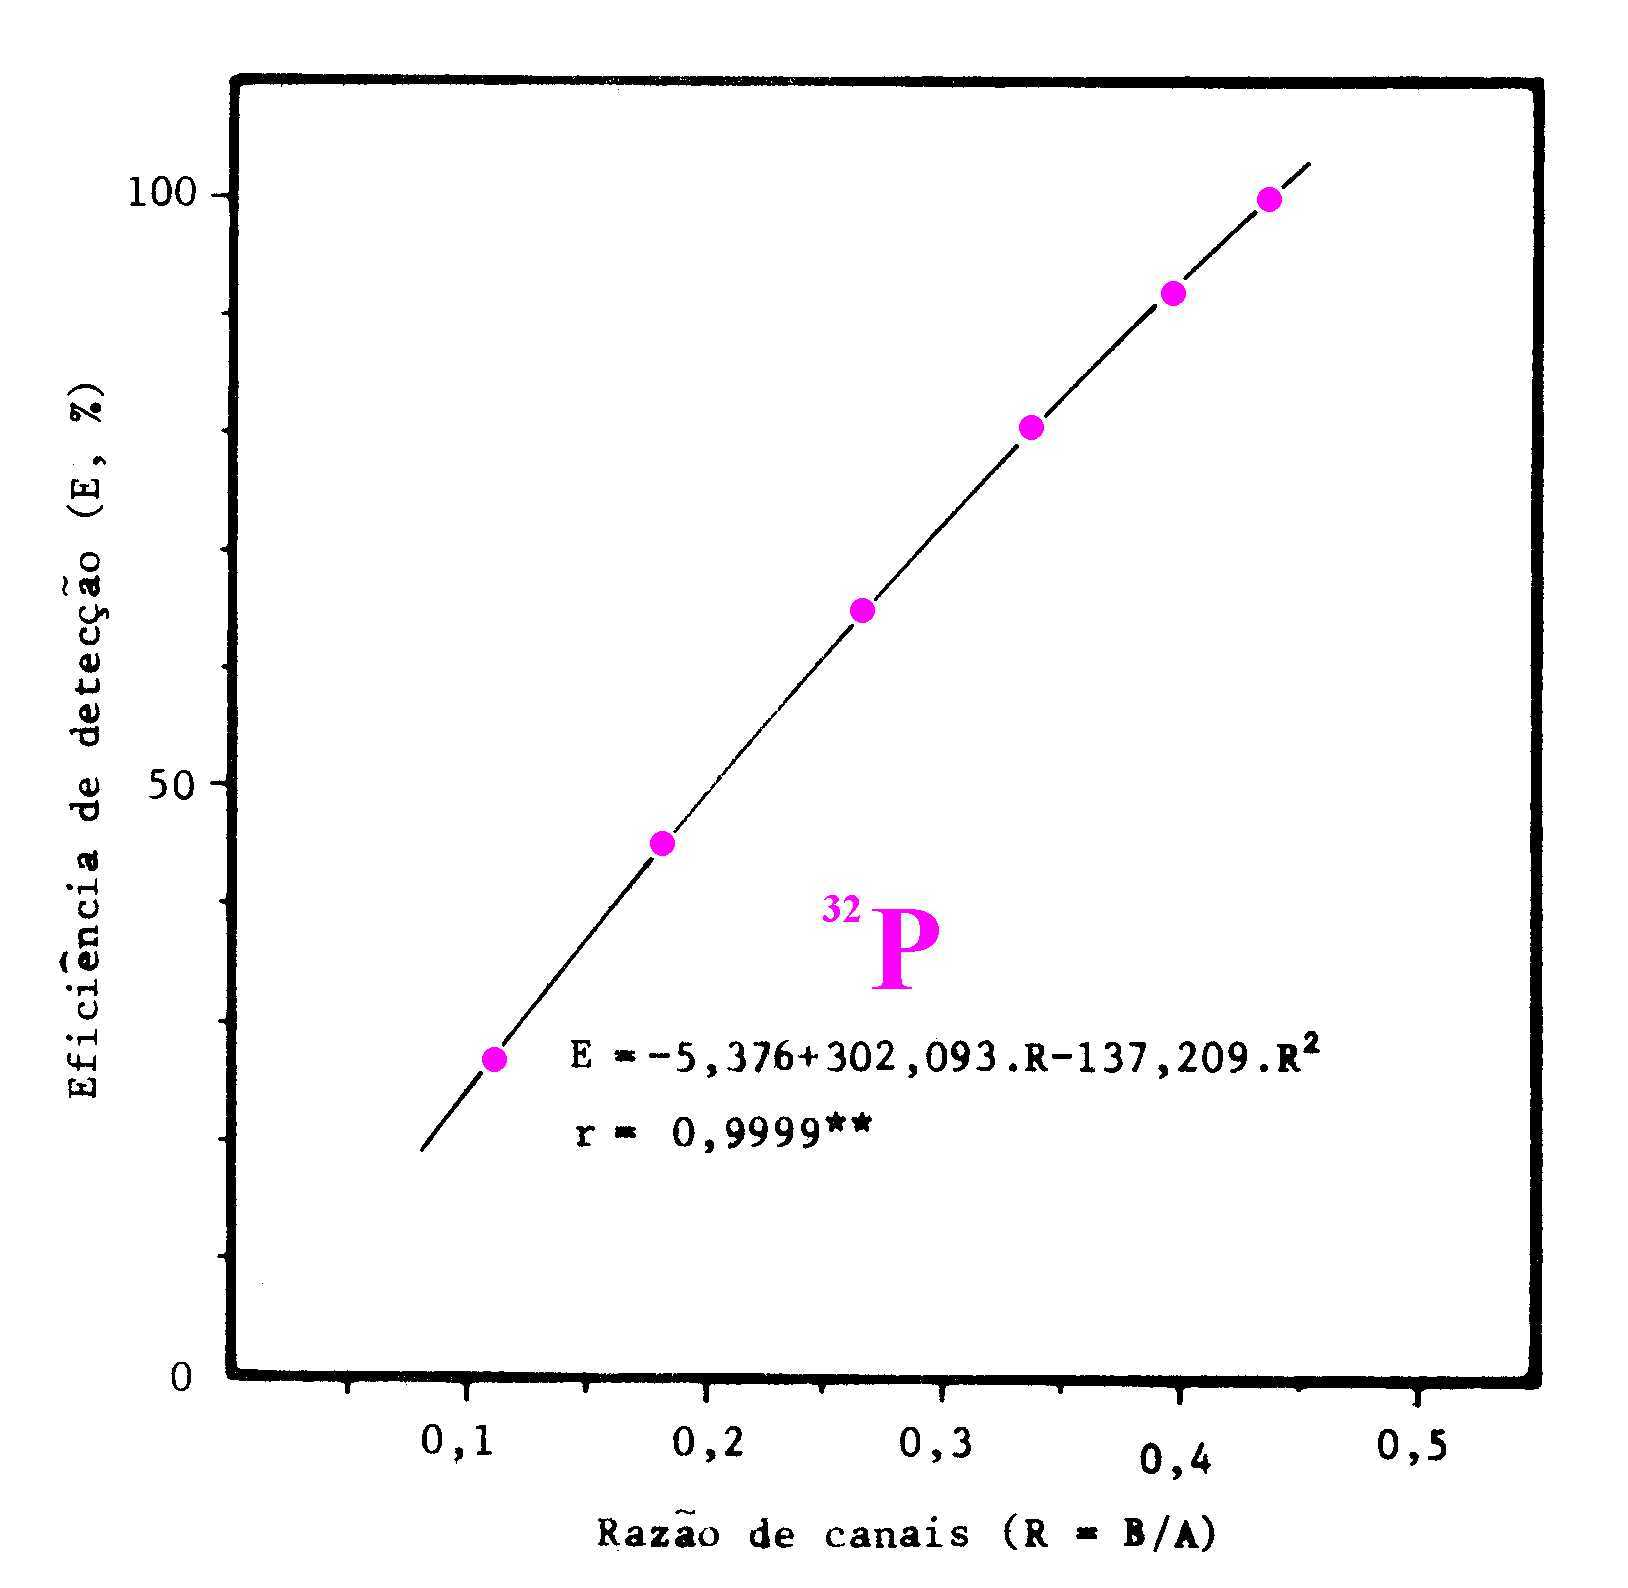 100
50
0
Eficiência de detecção (E, %)
32P
E = -5,376+302,093.R-137,209.R²
r = 0,9999**
0,1 0,2 0,3 0,4 0,5
Razão de canais (R = B/A)